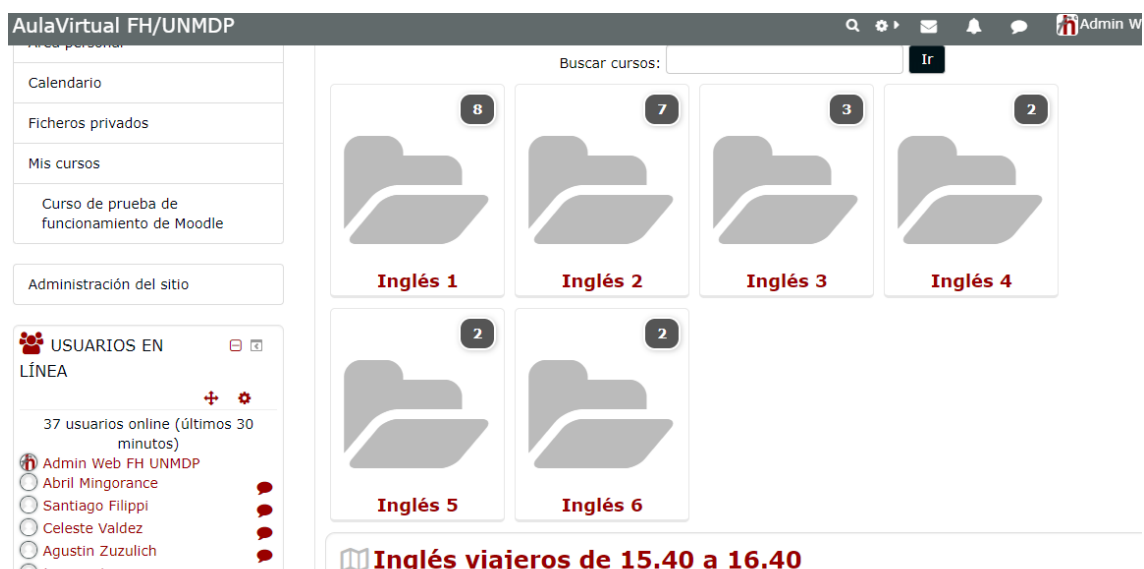 AulaVirtual FH/UNMDP
Admin W
Calendario
Ficheros privados
Mis cursos
Curso de prueba de
funcionamiento de Moodle
Administración del sitio
USUARIOS EN
LÍNEA
37 usuarios online (últimos 30
minutos)
Admin Web FH UNMDP
Abril Mingorance
Santiago Filippi
Celeste Valdez
Agustin Zuzulich
Buscar cursos:
Ir
8
Inglés 1
7
Inglés 2
3
Inglés 3
2
Inglés 4
2
Inglés 5
2
Inglés 6
Inglés viajeros de 15.40 a 16.40